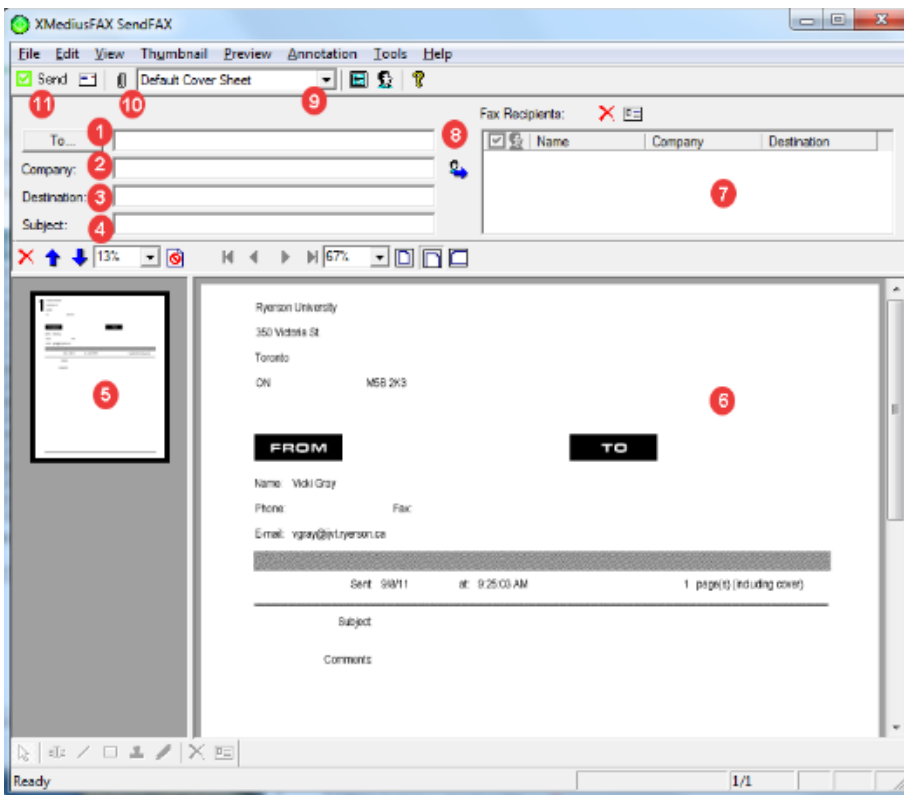 XMediusFAX SendFAX
File Edit View Thumbnail Preview Annotation Tools Help
Send Default Cover Sheet
11 10 9
Fax Recipients:
To... 1 8 Name Company Destination
Company: 2
Destination: 3 7
Subject: 4
13% 67%
1
5
6
Ryerson University
350 Victoria St
Toronto
ON M5B 2K3
FROM TO
Name: Vicki Gray
Phone: Fax:
E-mail: vgray@ryerson.ca
Sent: 9/8/11 at: 9:25:03 AM 1 page(s) (including cover)
Subject:
Comments:
Ready 1/1